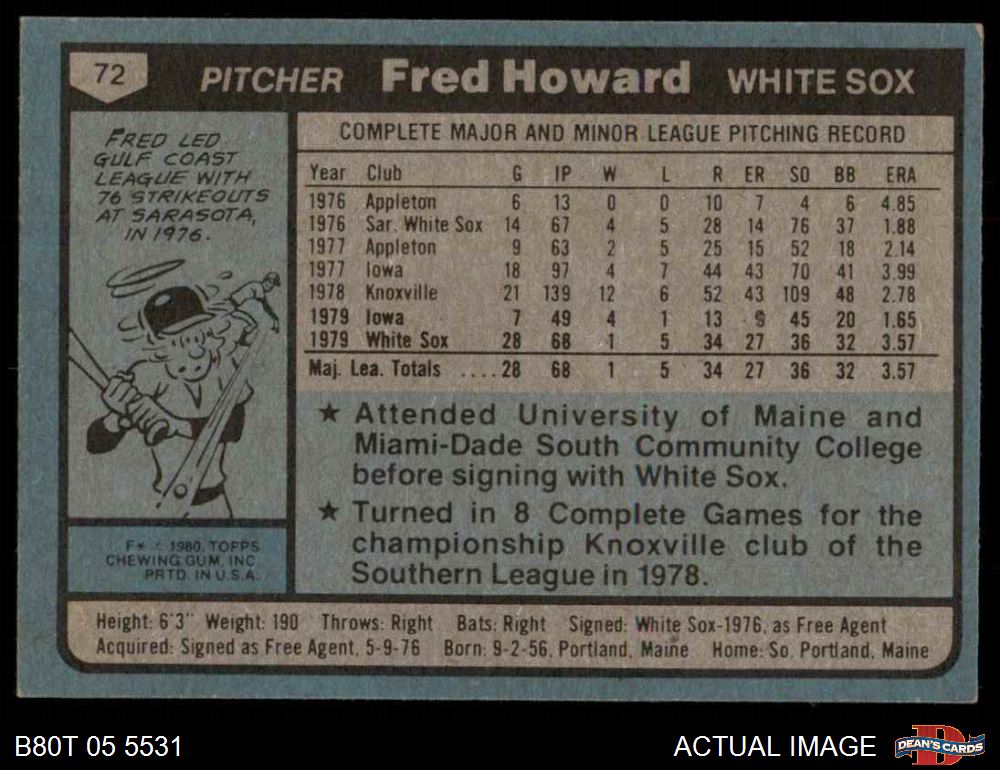 72 PITCHER Fred Howard WHITE SOX
FRED LED
GULF COAST
LEAGUE WITH
76 STRIKEOUTS
AT SARASOTA,
IN 1976.
F* © 1980, TOPPS
CHEWING GUM, INC.
PRTD. IN U.S.A.
COMPLETE MAJOR AND MINOR LEAGUE PITCHING RECORD
Year Club G IP W L R ER SO BB ERA
1976 Appleton 6 13 0 0 10 7 4 6 4.85
1976 Sar. White Sox 14 67 4 5 28 14 76 37 1.88
1977 Appleton 9 63 2 5 25 15 52 18 2.14
1977 Iowa 18 97 4 7 44 43 70 41 3.99
1978 Knoxville 21 139 12 6 52 43 109 48 2.78
1979 Iowa 7 49 4 1 13 9 45 20 1.65
1979 White Sox 28 68 1 5 34 27 36 32 3.57
Maj. Lea. Totals ....28 68 1 5 34 27 36 32 3.57
★ Attended University of Maine and
Miami-Dade South Community College
before signing with White Sox.
★ Turned in 8 Complete Games for the
championship Knoxville club of the
Southern League in 1978.
Height: 6'3" Weight: 190 Throws: Right Bats: Right Signed: White Sox-1976, as Free Agent
Acquired: Signed as Free Agent, 5-9-76 Born: 9-2-56, Portland, Maine Home: So. Portland, Maine
B80T 05 5531 ACTUAL IMAGE D DEAN'S CARDS